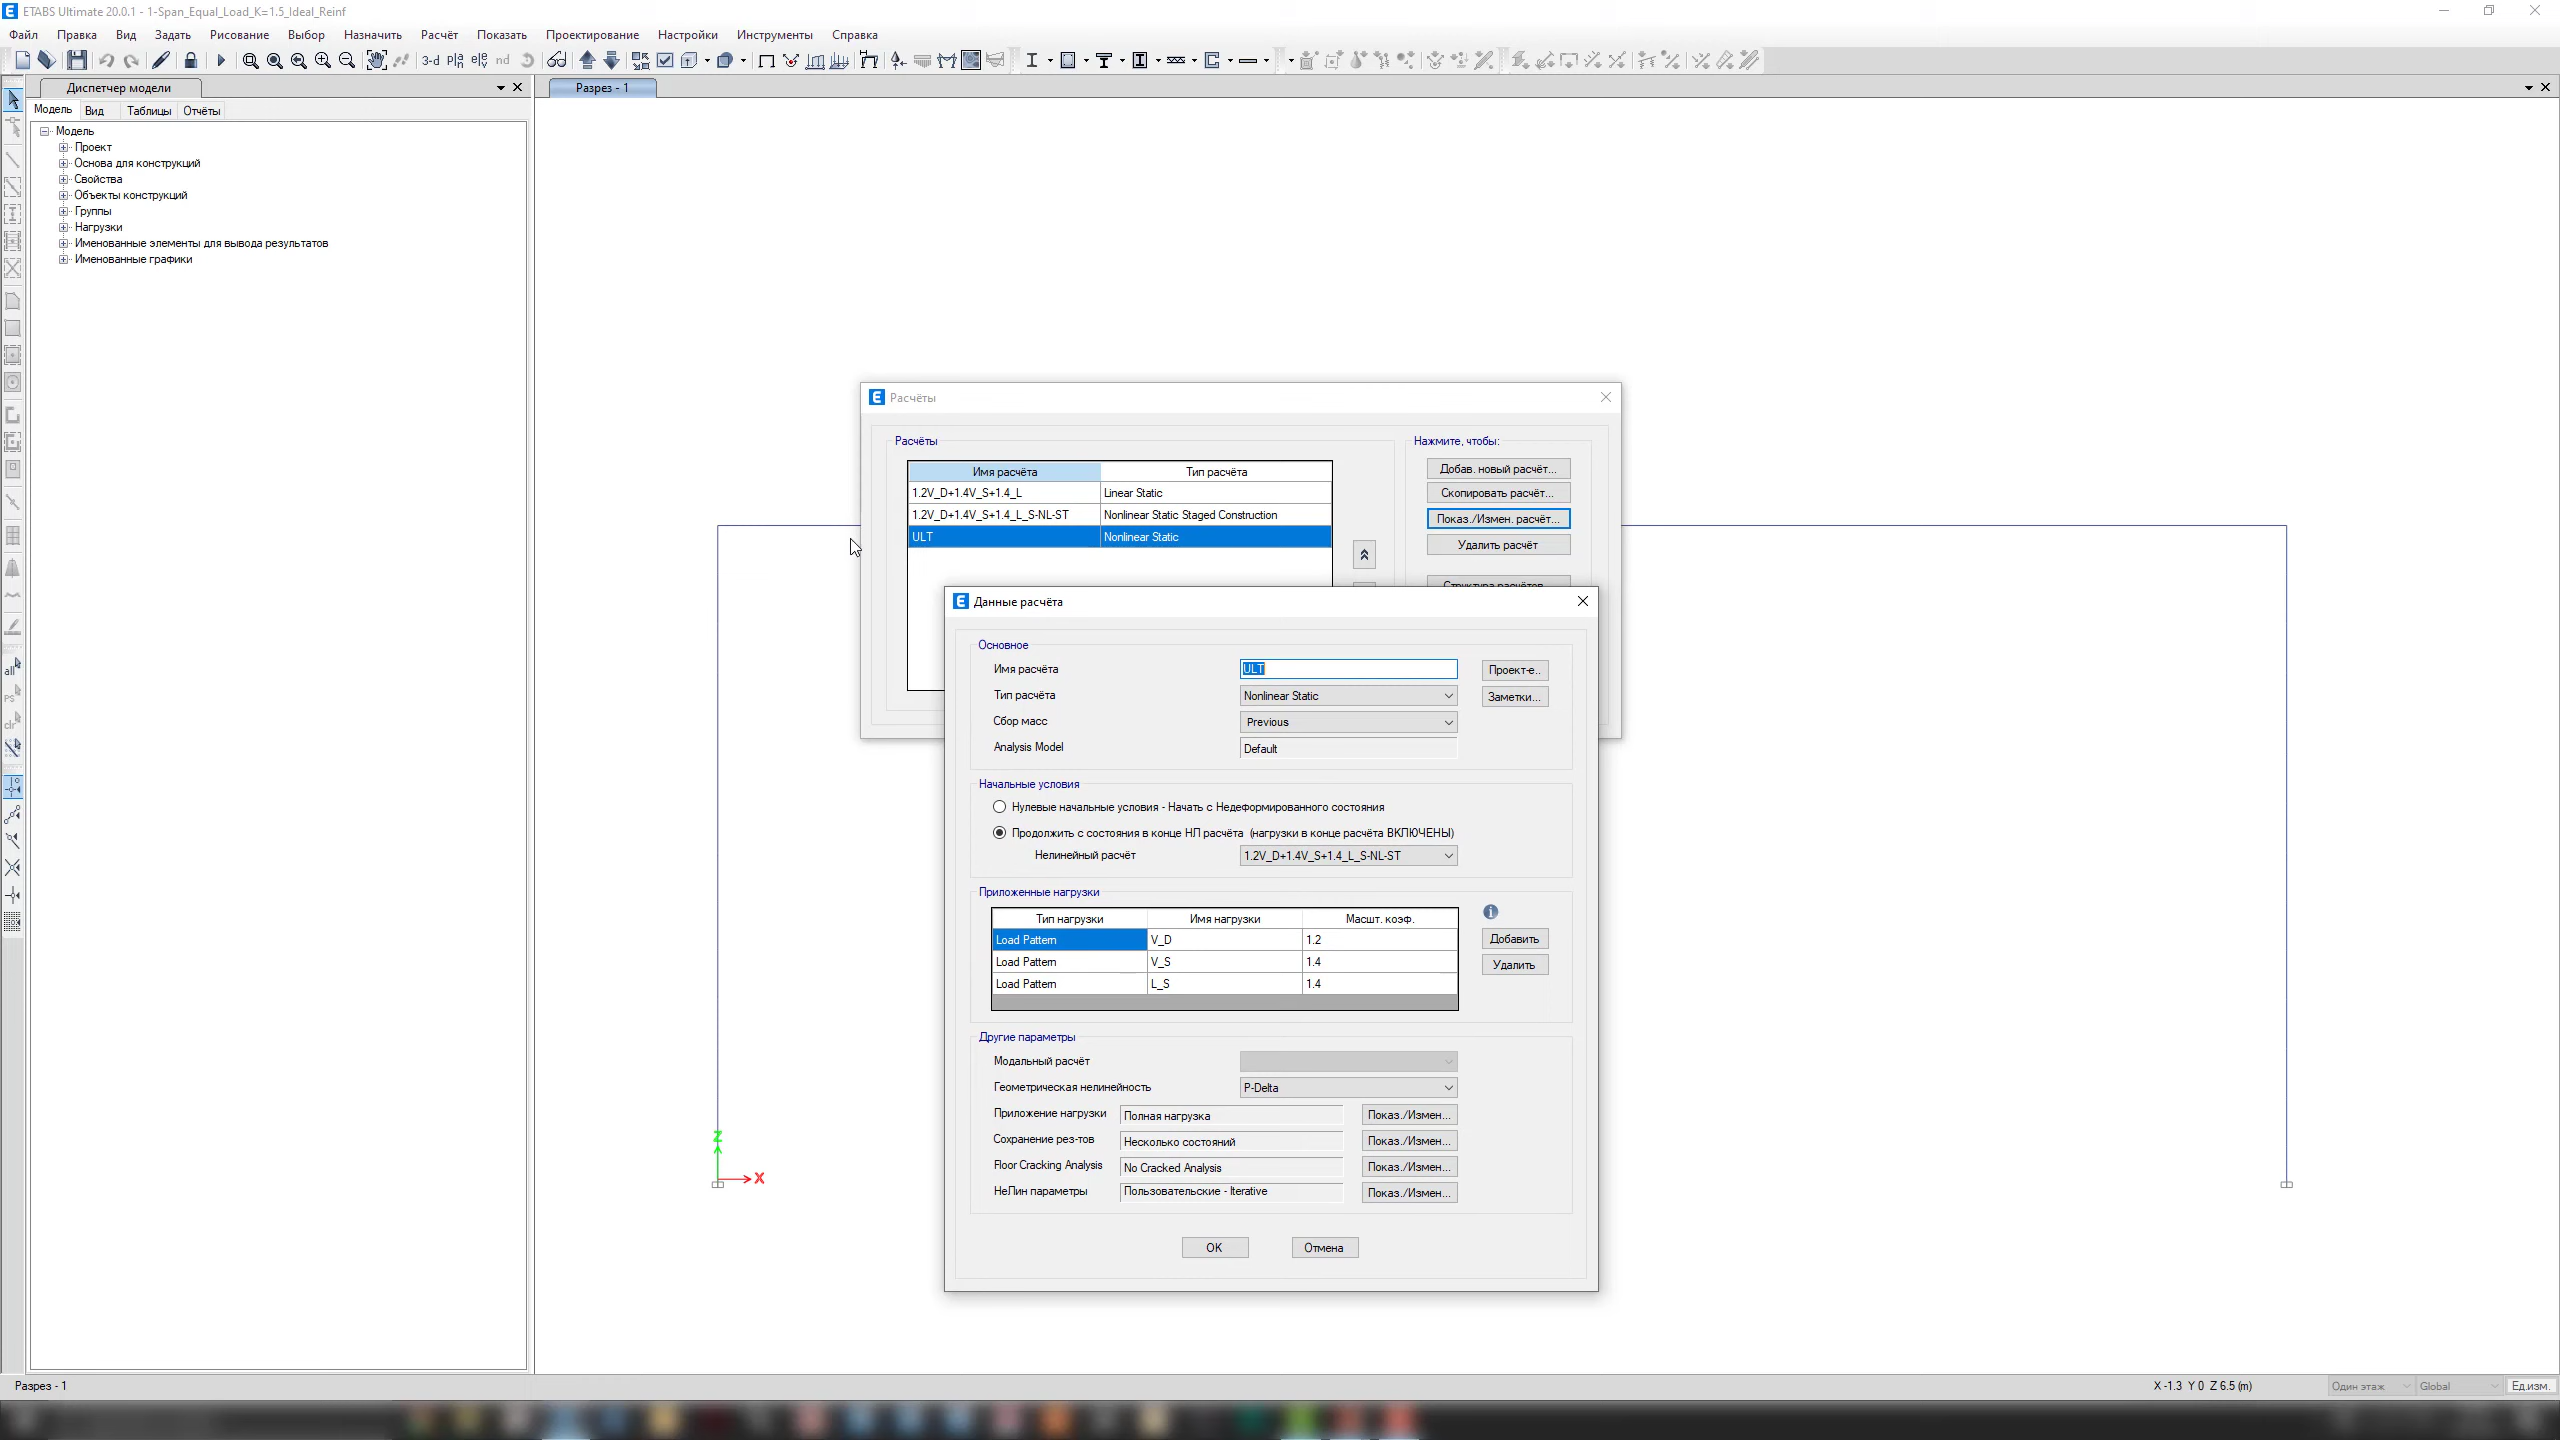 ETABS Ultimate 20.0.1 - 1-Span_Equal_Load_K=1.5_Ideal_Reinf
Файл Правка Вид Задать Рисование Выбор Назначить Расчёт Показать Проектирование Настройки Инструменты Справка
3-d
nd
Диспетчер модели
Разрез - 1
Модель Вид Таблицы Отчёты
Модель
Проект
Основа для конструкций
Свойства
Объекты конструкций
Группы
Нагрузки
Именованные элементы для вывода результатов
Именованные графики
all
ps
clr
Расчёты
Расчёты
Нажмите, чтобы:
Имя расчёта Тип расчёта
1.2V_D+1.4V_S+1.4_L Linear Static
1.2V_D+1.4V_S+1.4_L_S-NL-ST Nonlinear Static Staged Construction
ULT Nonlinear Static
Добав. новый расчёт...
Скопировать расчёт...
Показ./Измен. расчёт...
Удалить расчёт
Структура расчётов...
Данные расчёта
Основное
Имя расчёта ULT Проект-е..
Тип расчёта Nonlinear Static Заметки...
Сбор масс Previous
Analysis Model Default
Начальные условия
Нулевые начальные условия - Начать с Недеформированного состояния
Продолжить с состояния в конце НЛ расчёта (нагрузки в конце расчёта ВКЛЮЧЕНЫ)
Нелинейный расчёт 1.2V_D+1.4V_S+1.4_L_S-NL-ST
Приложенные нагрузки
Тип нагрузки Имя нагрузки Масшт. коэф.
Load Pattern V_D 1.2 Добавить
Load Pattern V_S 1.4 Удалить
Load Pattern L_S 1.4
Другие параметры
Модальный расчёт
Геометрическая нелинейность P-Delta
Приложение нагрузки Полная нагрузка Показ./Измен...
Сохранение рез-тов Несколько состояний Показ./Измен...
Floor Cracking Analysis No Cracked Analysis Показ./Измен...
НеЛин параметры Пользовательские - Iterative Показ./Измен...
OK Отмена
Z
X
Разрез - 1
X -1.3 Y 0 Z 6.5 (m) Один этаж Global Ед.изм.